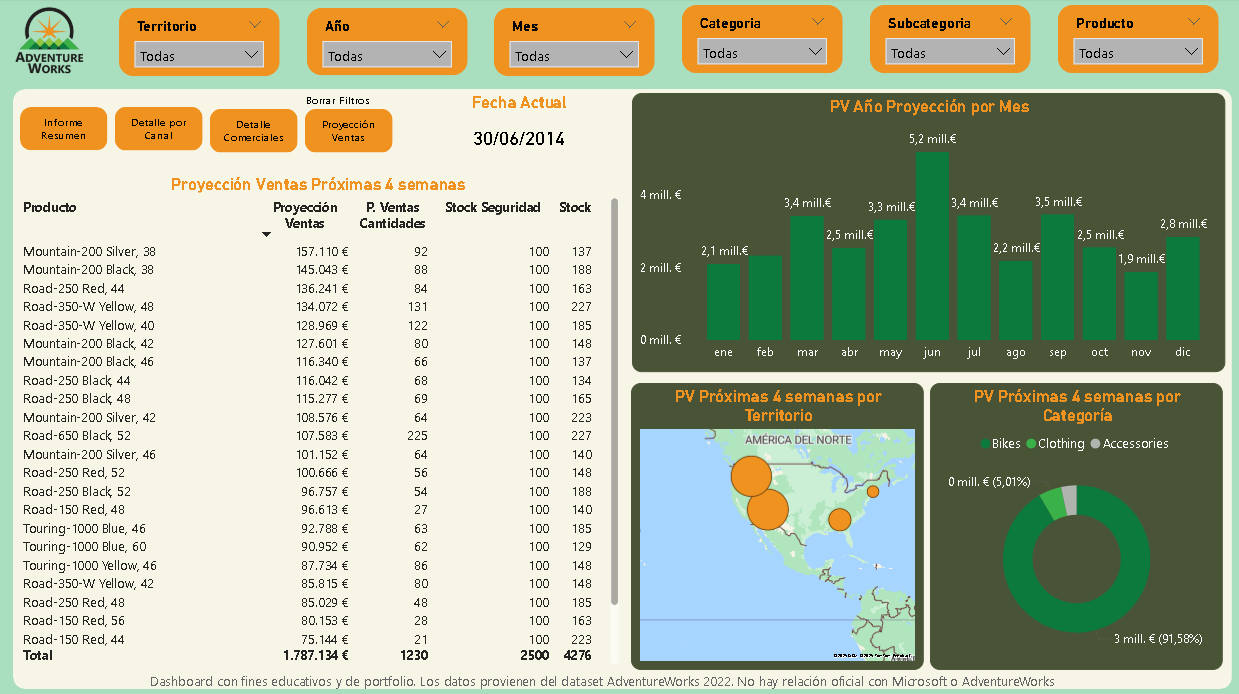 ADVENTURE
WORKS
Territorio
Todas
Año
Todas
Mes
Todas
Categoria
Todas
Subcategoria
Todas
Producto
Todas
Informe
Resumen
Detalle por
Canal
Detalle
Comerciales
Borrar Filtros
Proyección
Ventas
Fecha Actual
30/06/2014
Proyección Ventas Próximas 4 semanas
Producto Proyección Ventas P. Ventas Cantidades Stock Seguridad Stock
Mountain-200 Silver, 38 157.110 € 92 100 137
Mountain-200 Black, 38 145.043 € 88 100 188
Road-250 Red, 44 136.241 € 84 100 163
Road-350-W Yellow, 48 134.072 € 131 100 227
Road-350-W Yellow, 40 128.969 € 122 100 185
Mountain-200 Black, 42 127.601 € 80 100 148
Mountain-200 Black, 46 116.340 € 66 100 137
Road-250 Black, 44 116.042 € 68 100 134
Road-250 Black, 48 115.277 € 69 100 165
Mountain-200 Silver, 42 108.576 € 64 100 223
Road-650 Black, 52 107.583 € 225 100 227
Mountain-200 Silver, 46 101.152 € 64 100 140
Road-250 Red, 52 100.666 € 56 100 148
Road-250 Black, 52 96.757 € 54 100 188
Road-150 Red, 48 96.613 € 27 100 140
Touring-1000 Blue, 46 92.788 € 63 100 185
Touring-1000 Blue, 60 90.952 € 62 100 129
Touring-1000 Yellow, 46 87.734 € 86 100 148
Road-350-W Yellow, 42 85.815 € 80 100 148
Road-250 Red, 48 85.029 € 48 100 185
Road-150 Red, 56 80.153 € 28 100 163
Road-150 Red, 44 75.144 € 21 100 223
Total 1.787.134 € 1230 2500 4276
PV Año Proyección por Mes
5,2 mill.€
4 mill. €
3,4 mill.€ 3,3 mill.€ 3,4 mill.€ 3,5 mill.€
2,1 mill.€ 2,5 mill.€ 2,2 mill.€ 2,5 mill.€ 1,9 mill.€ 2,8 mill.€
2 mill. €
0 mill. €
ene feb mar abr may jun jul ago sep oct nov dic
PV Próximas 4 semanas por
Territorio
AMÉRICA DEL NORTE
PV Próximas 4 semanas por
Categoría
Bikes Clothing Accessories
0 mill. € (5,01%)
3 mill. € (91,58%)
Dashboard con fines educativos y de portfolio. Los datos provienen del dataset AdventureWorks 2022. No hay relación oficial con Microsoft o AdventureWorks